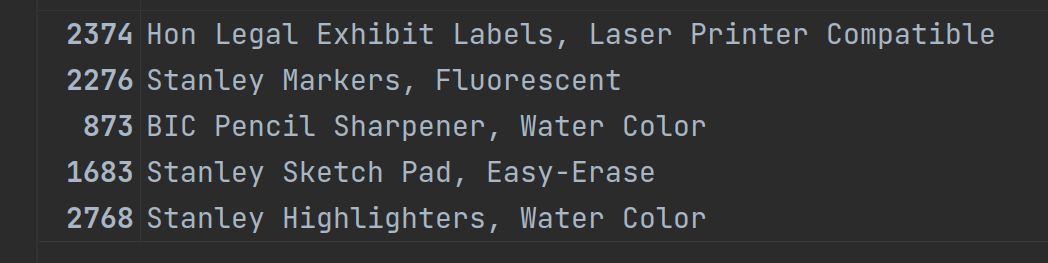 2374 Hon Legal Exhibit Labels, Laser Printer Compatible
2276 Stanley Markers, Fluorescent
873 BIC Pencil Sharpener, Water Color
1683 Stanley Sketch Pad, Easy-Erase
2768 Stanley Highlighters, Water Color